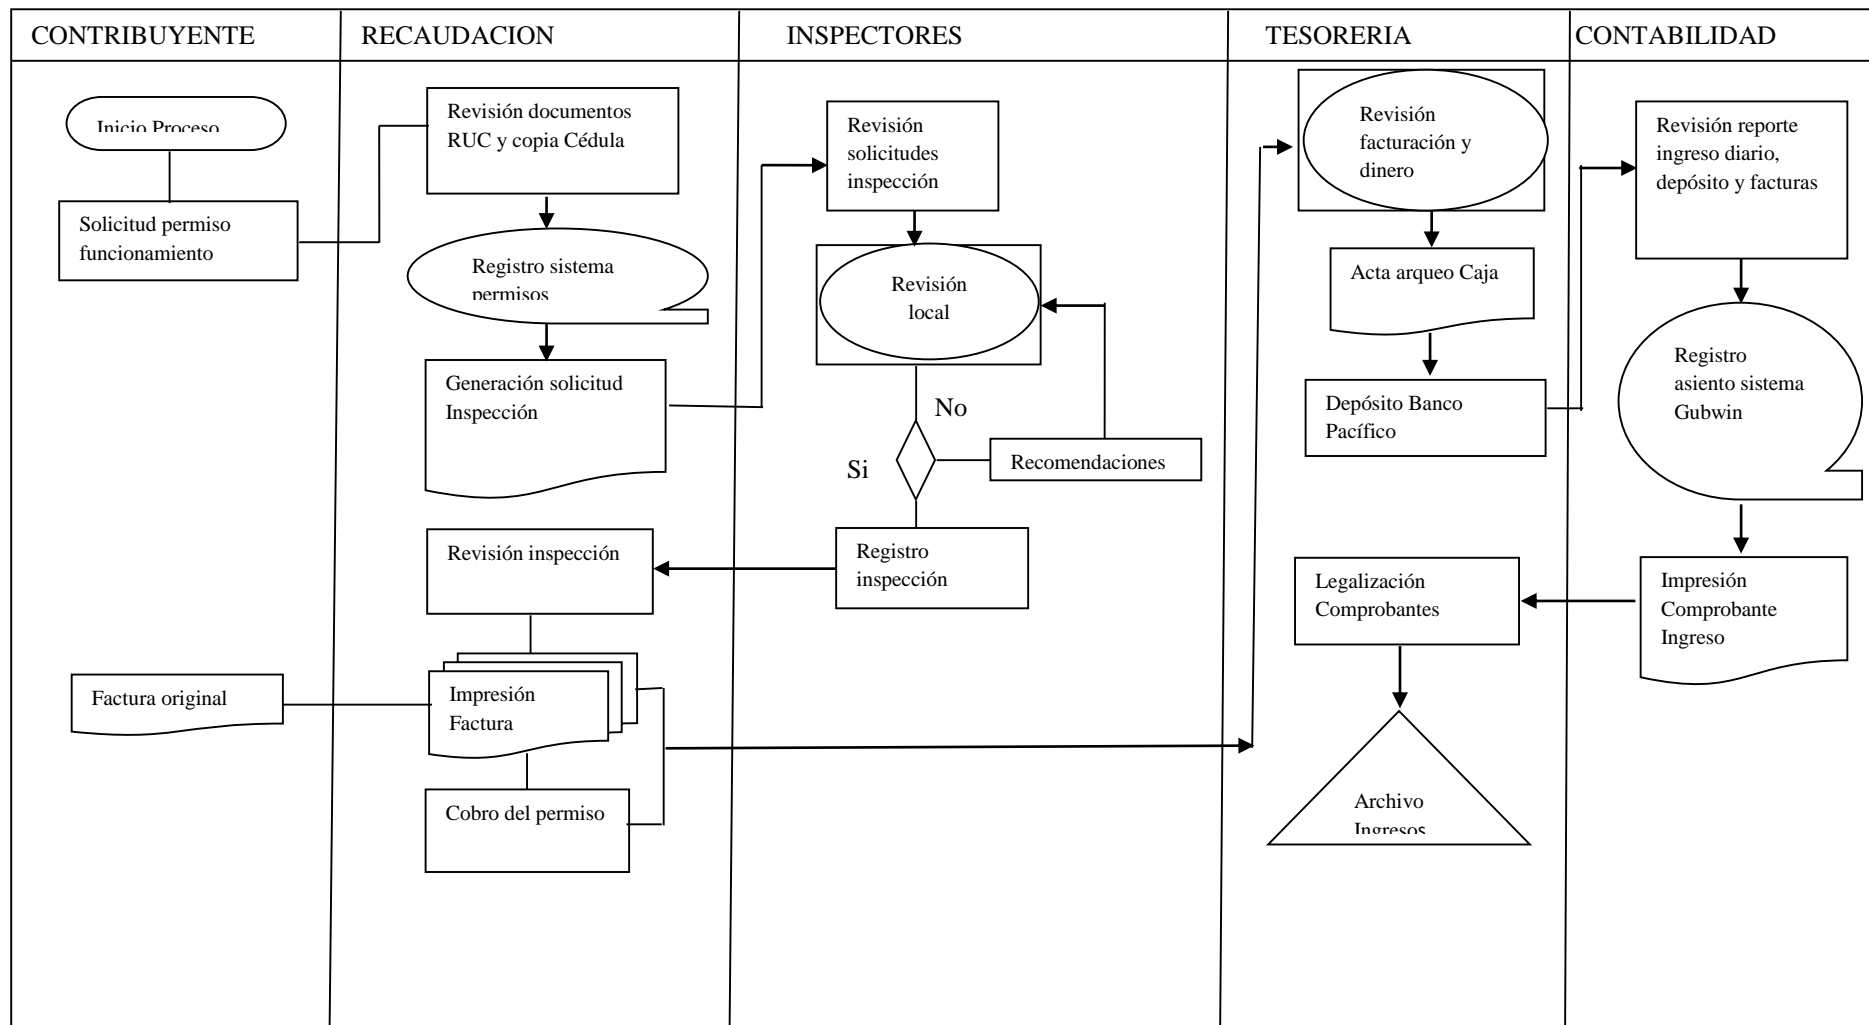 CONTRIBUYENTE
RECAUDACION
INSPECTORES
TESORERIA
CONTABILIDAD
Inicio Proceso
Solicitud permiso
funcionamiento
Factura original
Revisión documentos
RUC y copia Cédula
Registro sistema
permisos
Generación solicitud
Inspección
Revisión inspección
Impresión
Factura
Cobro del permiso
Revisión
solicitudes
inspección
Revisión
local
No
Si
Recomendaciones
Registro
inspección
Revisión
facturación y
dinero
Acta arqueo Caja
Depósito Banco
Pacífico
Legalización
Comprobantes
Archivo
Ingresos
Revisión reporte
ingreso diario,
depósito y facturas
Registro
asiento sistema
Gubwin
Impresión
Comprobante
Ingreso